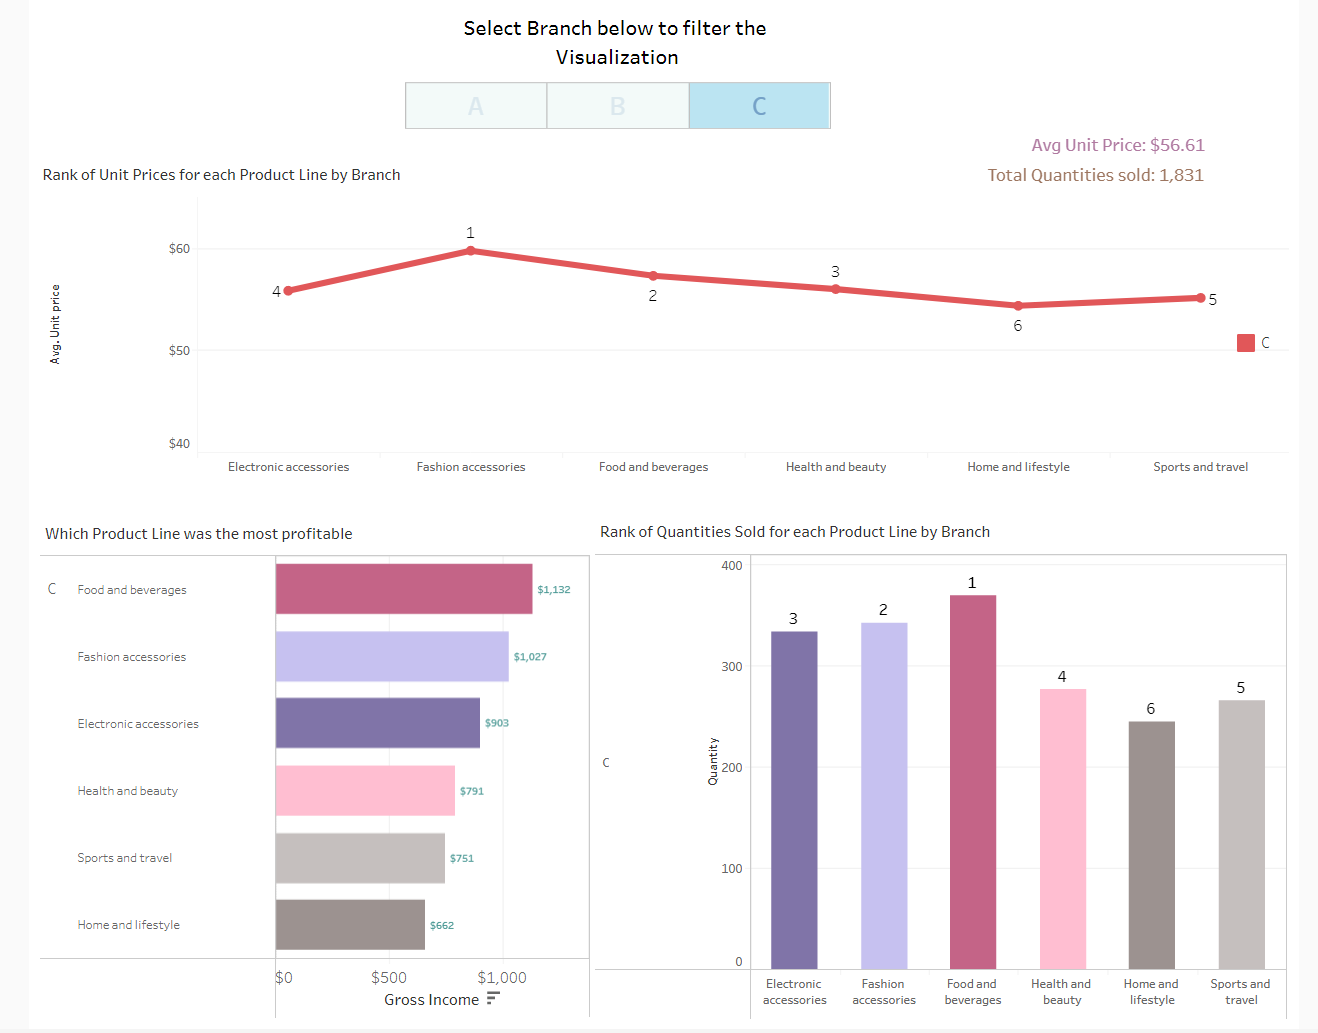 Select Branch below to filter the
Visualization
A B C
Avg Unit Price: $56.61
Total Quantities sold: 1,831
Rank of Unit Prices for each Product Line by Branch
Avg. Unit price
$60
$50
$40
4
1
2
3
6
5
C
Electronic accessories Fashion accessories Food and beverages Health and beauty Home and lifestyle Sports and travel
Which Product Line was the most profitable
C
Food and beverages $1,132
Fashion accessories $1,027
Electronic accessories $903
Health and beauty $791
Sports and travel $751
Home and lifestyle $662
$0 $500 $1,000
Gross Income
Rank of Quantities Sold for each Product Line by Branch
C
Quantity
400
300
200
100
0
3
2
1
4
6
5
Electronic
accessories
Fashion
accessories
Food and
beverages
Health and
beauty
Home and
lifestyle
Sports and
travel